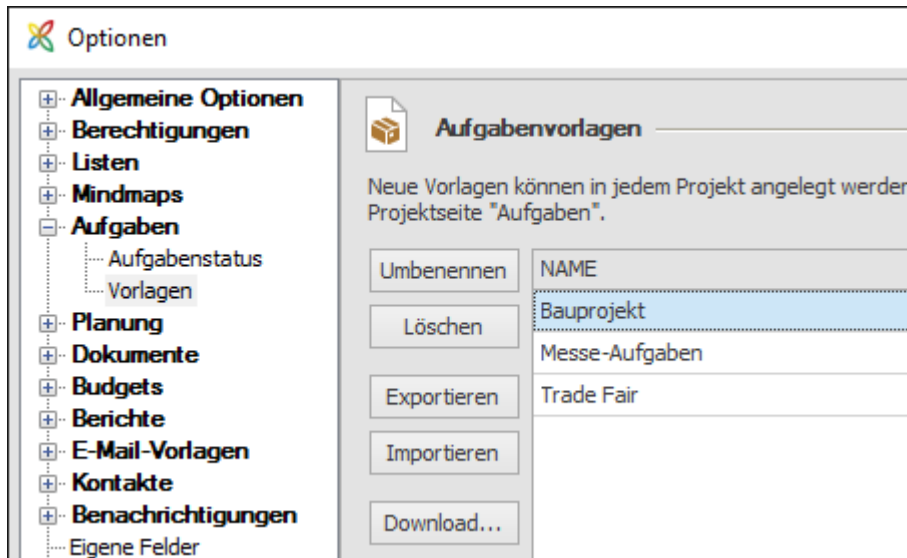 Optionen
Allgemeine Optionen
Berechtigungen
Listen
Mindmaps
Aufgaben
Aufgabenstatus
Vorlagen
Planung
Dokumente
Budgets
Berichte
E-Mail-Vorlagen
Kontakte
Benachrichtigungen
Eigene Felder
Aufgabenvorlagen
Neue Vorlagen können in jedem Projekt angelegt werden
Projektseite "Aufgaben".
Umbenennen
Löschen
Exportieren
Importieren
Download...
NAME
Bauprojekt
Messe-Aufgaben
Trade Fair